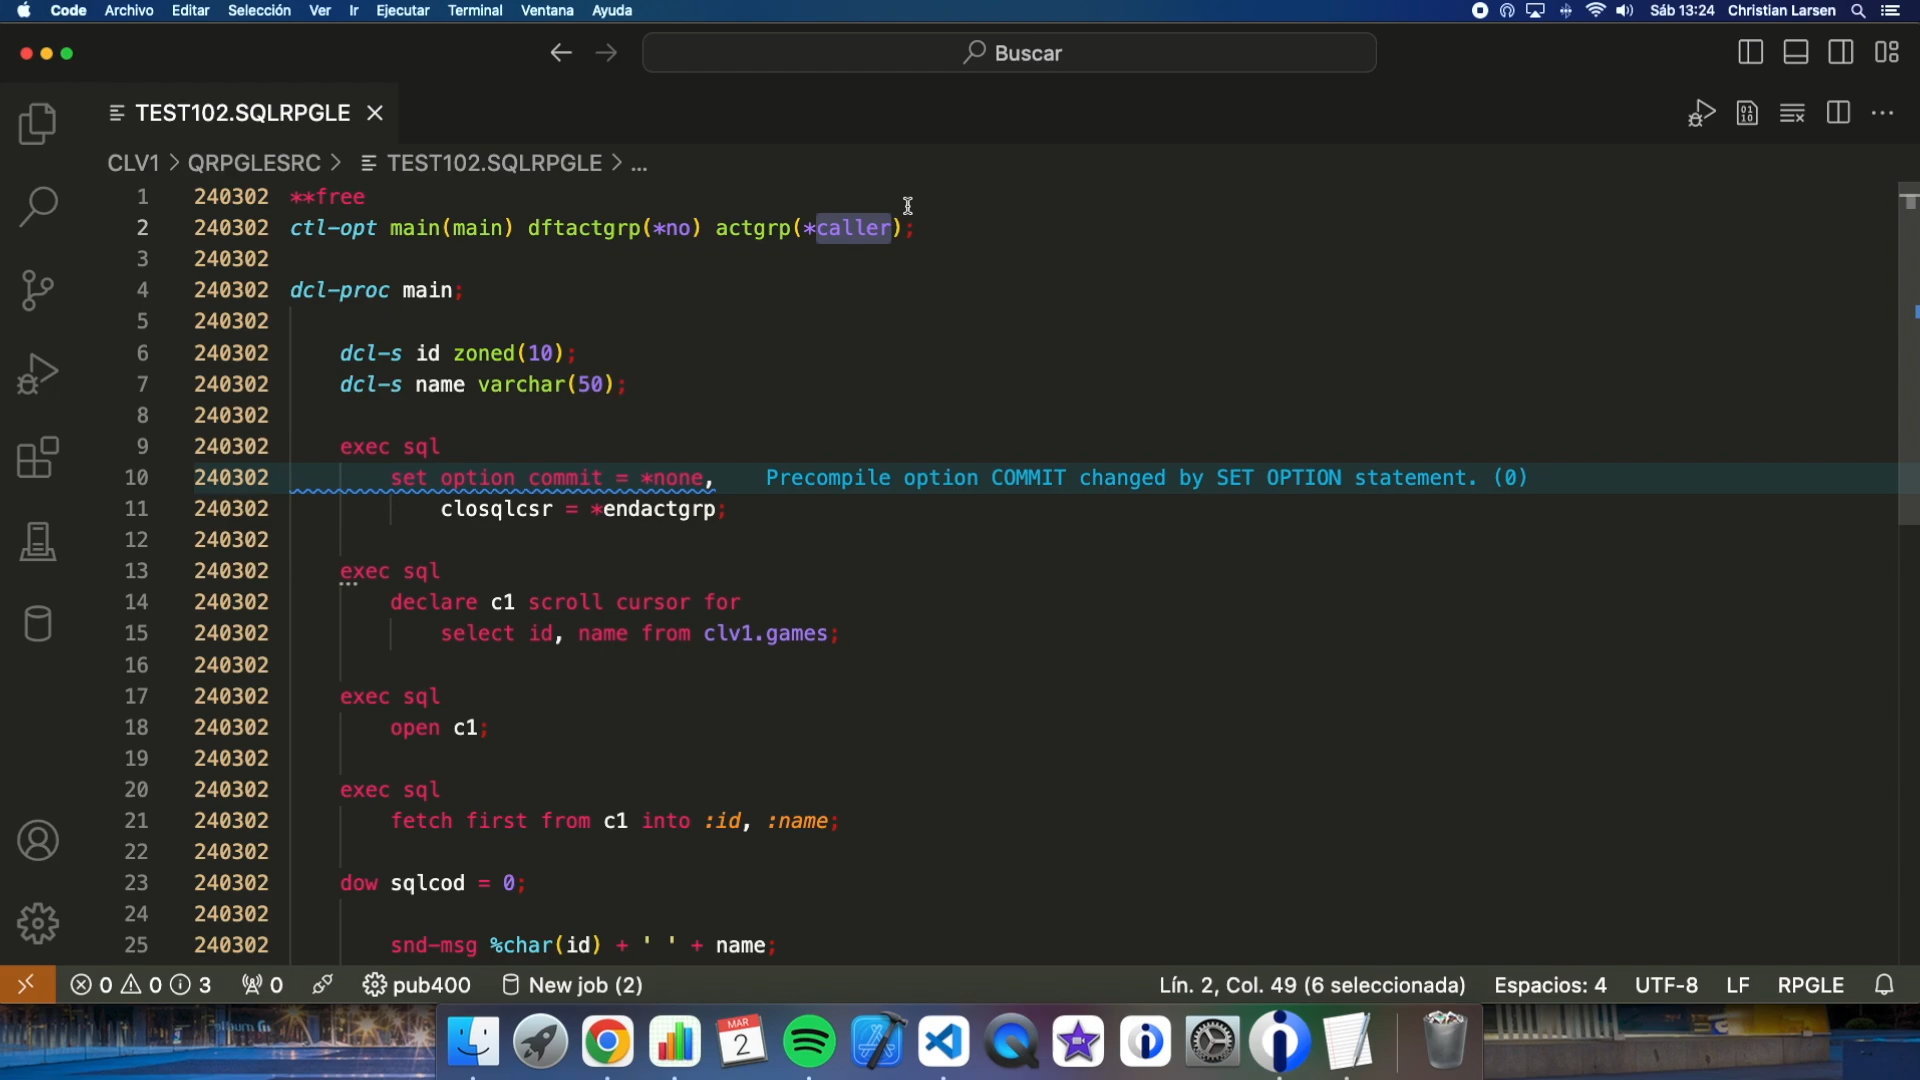 Code Archivo Editar Selección Ver Ir Ejecutar Terminal Ventana Ayuda Sáb 13:24 Christian Larsen
Buscar
TEST102.SQLRPGLE
CLV1 > QRPGLESRC > TEST102.SQLRPGLE > ...
1 240302 **free
2 240302 ctl-opt main(main) dftactgrp(*no) actgrp(*caller);
3 240302
4 240302 dcl-proc main;
5 240302
6 240302 dcl-s id zoned(10);
7 240302 dcl-s name varchar(50);
8 240302
9 240302 exec sql
10 240302 set option commit = *none, Precompile option COMMIT changed by SET OPTION statement. (0)
11 240302 closqlcsr = *endactgrp;
12 240302
13 240302 exec sql
14 240302 declare c1 scroll cursor for
15 240302 select id, name from clv1.games;
16 240302
17 240302 exec sql
18 240302 open c1;
19 240302
20 240302 exec sql
21 240302 fetch first from c1 into :id, :name;
22 240302
23 240302 dow sqlcod = 0;
24 240302
25 240302 snd-msg %char(id) + ' ' + name;
0 0 3 0 pub400 New job (2) Lín. 2, Col. 49 (6 seleccionada) Espacios: 4 UTF-8 LF RPGLE
MAR
2